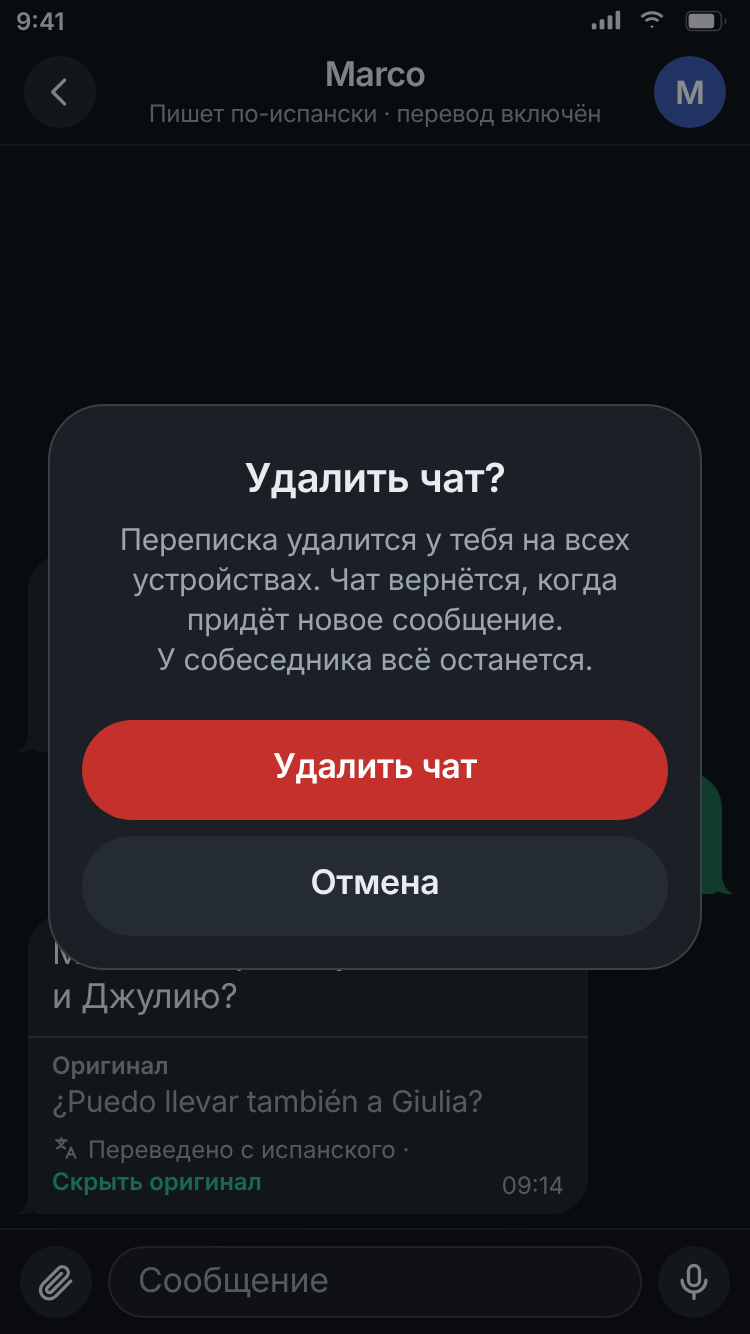 9:41
Marco
Пишет по-испански · перевод включён
M
Удалить чат?
Переписка удалится у тебя на всех
устройствах. Чат вернётся, когда
придёт новое сообщение.
У собеседника всё останется.
Удалить чат
Отмена
и Джулию?
Оригинал
¿Puedo llevar también a Giulia?
Переведено с испанского ·
Скрыть оригинал
09:14
Сообщение